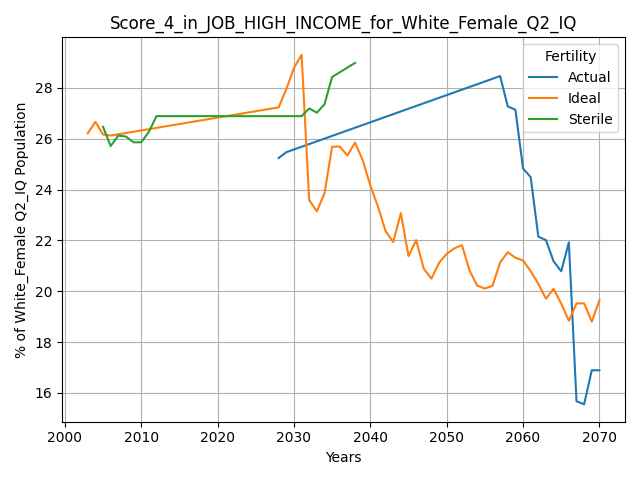 Score_4_in_JOB_HIGH_INCOME_for_White_Female_Q2_IQ
Fertility
Actual
Ideal
Sterile
% of White_Female Q2_IQ Population
28
26
24
22
20
18
16
2000 2010 2020 2030 2040 2050 2060 2070
Years